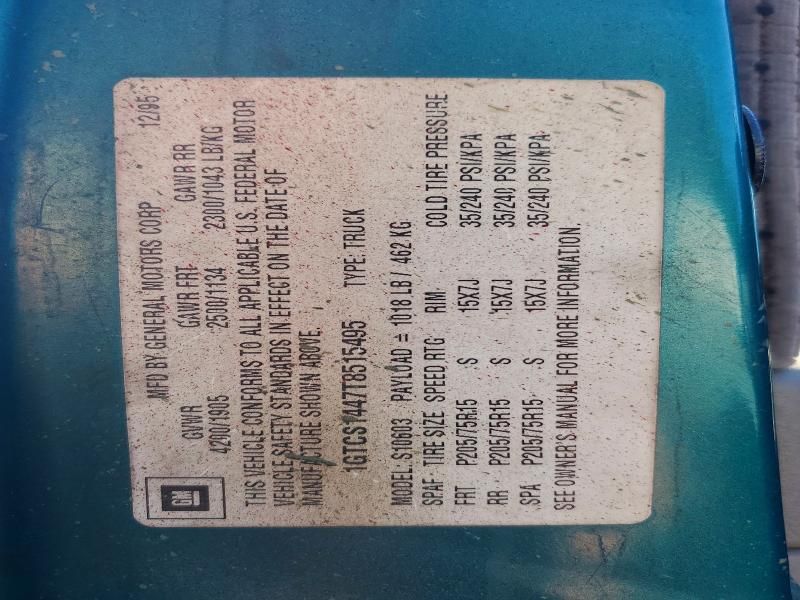 GM
MFD BY GENERAL MOTORS CORP 12/95
GVWR GAWR FRT GAWR RR
4200/1905 2500/1134 2300/1043 LB/KG
THIS VEHICLE CONFORMS TO ALL APPLICABLE U.S. FEDERAL MOTOR
VEHICLE SAFETY STANDARDS IN EFFECT ON THE DATE OF
MANUFACTURE SHOWN ABOVE.
1GTCS1447T8515495 TYPE: TRUCK
MODEL: S10603 PAYLOAD = 1018 LB / 462 KG
SPAF TIRE SIZE SPEED RTG RIM COLD TIRE PRESSURE
FRT P205/75R15 S 15X7J 35/240 PSI/KPA
RR P205/75R15 S 15X7J 35/240 PSI/KPA
SPA P205/75R15 S 15X7J 35/240 PSI/KPA
SEE OWNER'S MANUAL FOR MORE INFORMATION.